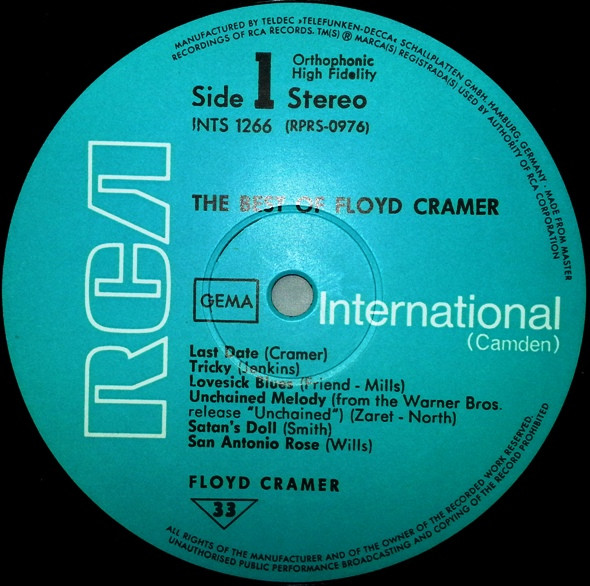 MANUFACTURED BY TELDEC »TELEFUNKEN-DECCA« SCHALLPLATTEN GMBH, HAMBURG, GERMANY · MADE FROM MASTER
RECORDINGS OF RCA RECORDS. TM(S) ® MARCA(S) REGISTRADA(S) USED BY AUTHORITY OF RCA CORPORATION
Orthophonic
High Fidelity
Side 1 Stereo
INTS 1266 (RPRS-0976)
RCA
THE BEST OF FLOYD CRAMER
GEMA
International
(Camden)
Last Date (Cramer)
Tricky (Jenkins)
Lovesick Blues (Friend - Mills)
Unchained Melody (from the Warner Bros.
release "Unchained") (Zaret - North)
Satan's Doll (Smith)
San Antonio Rose (Wills)
FLOYD CRAMER
33
ALL RIGHTS OF THE MANUFACTURER AND OF THE OWNER OF THE RECORDED WORK RESERVED.
UNAUTHORISED PUBLIC PERFORMANCE BROADCASTING AND COPYING OF THE RECORD PROHIBITED